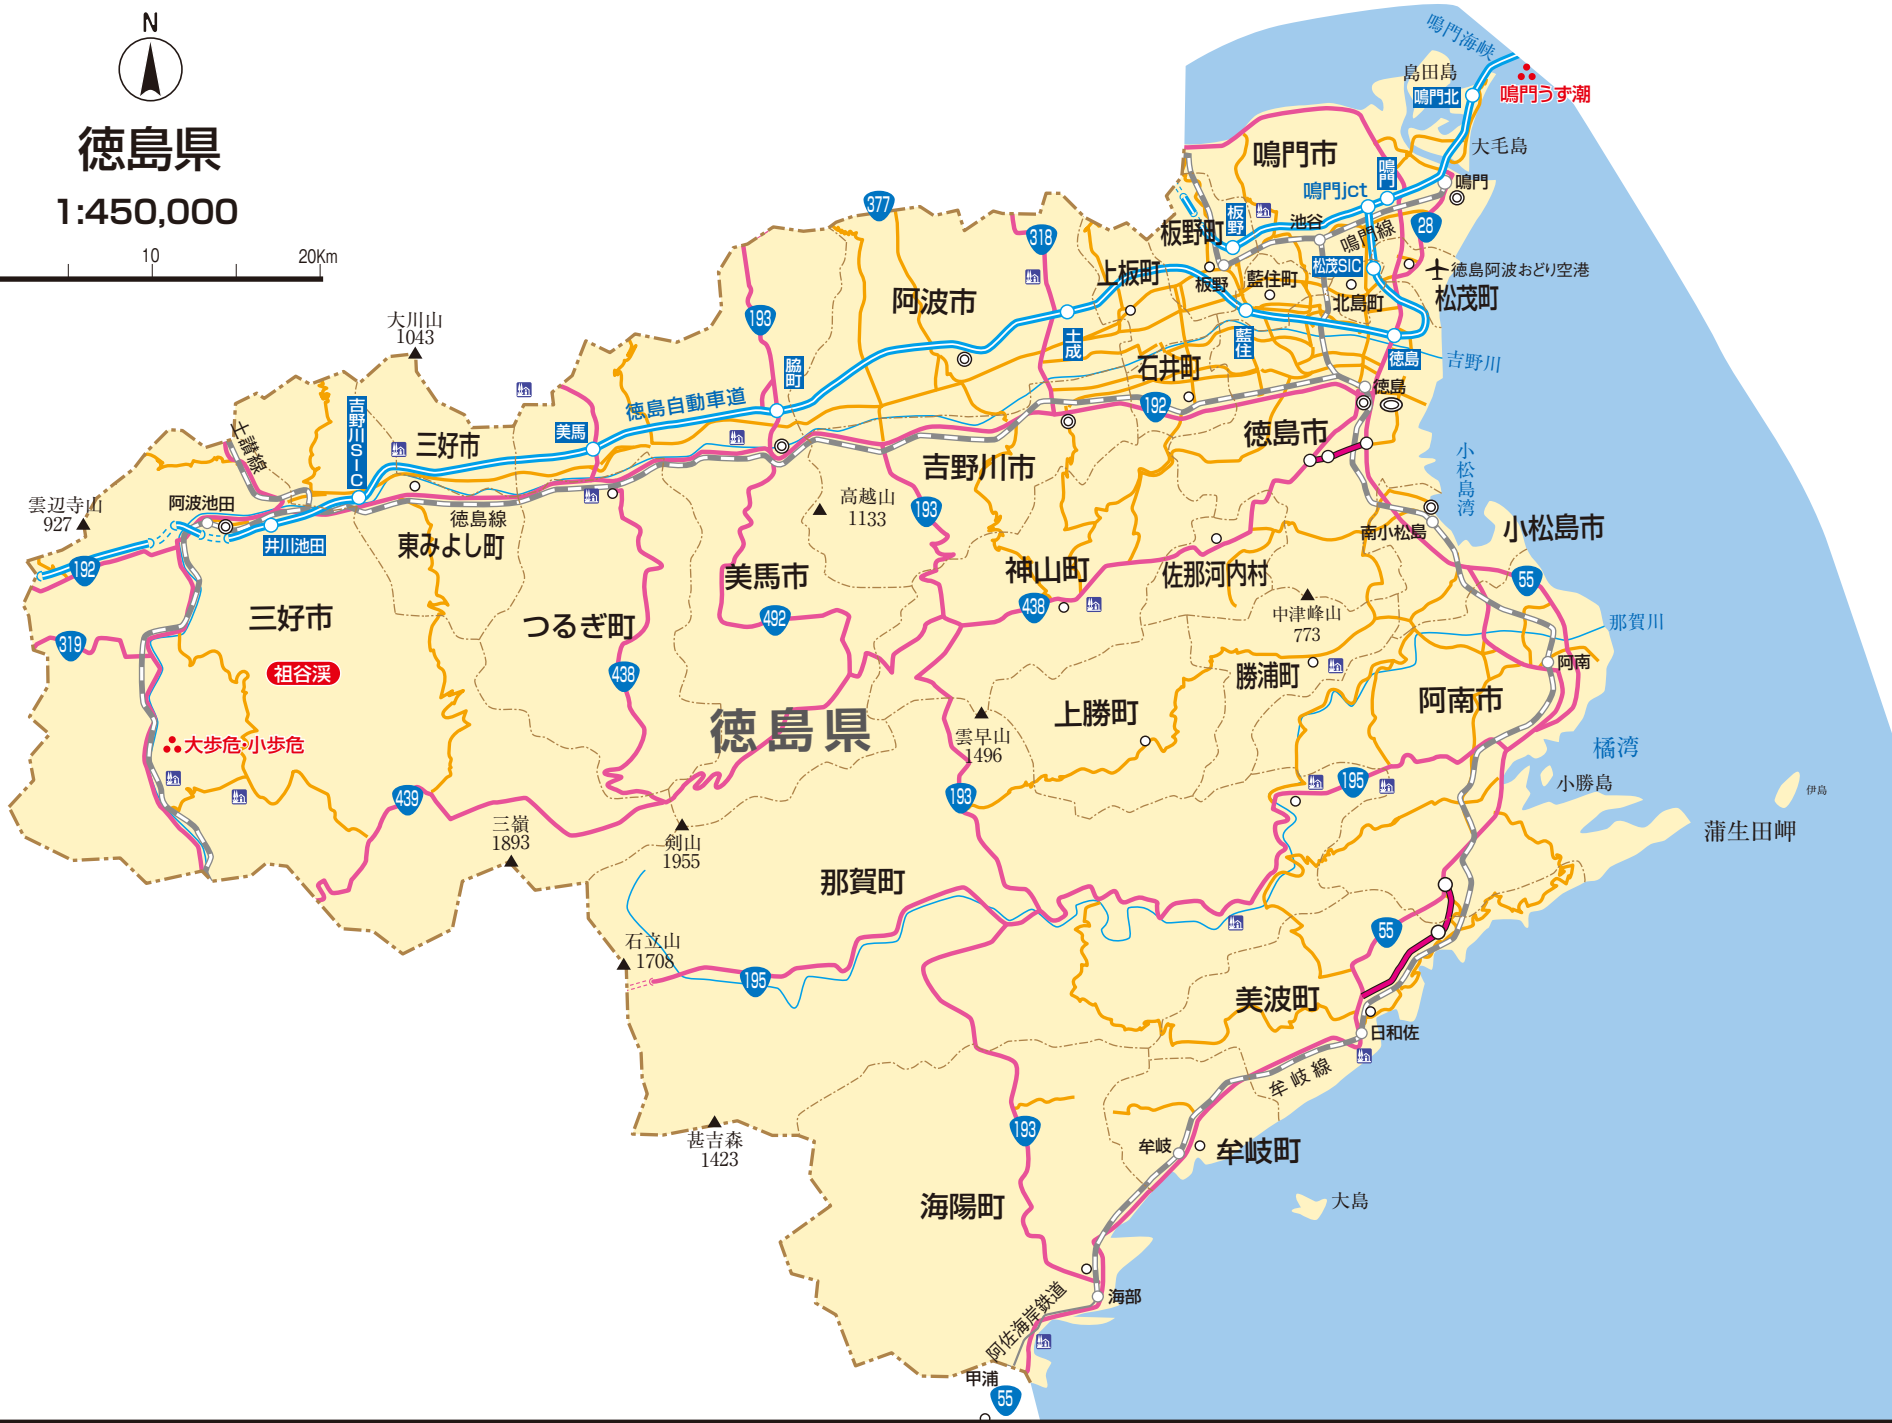 N
徳島県
1:450,000
10
20Km
鳴門海峡
島田島
鳴門北
鳴門うず潮
大毛島
鳴門市
鳴門
鳴門jct
鳴門
377
318
板野町
板野
池谷
鳴門線
28
上板町
板野
藍住町
松茂SIC
徳島阿波おどり空港
北島町
松茂町
阿波市
193
大川山
1043
土成
藍住
徳島
吉野川
脇町
石井町
徳島
192
徳島自動車道
吉野川SIC
美馬
三好市
土讃線
徳島市
小松島湾
吉野川市
高越山
1133
193
雲辺寺山
927
阿波池田
井川池田
徳島線
東みよし町
南小松島
小松島市
192
美馬市
神山町
佐那河内村
55
三好市
つるぎ町
492
438
中津峰山
773
那賀川
319
祖谷渓
438
勝浦町
阿南
上勝町
阿南市
徳島県
雲早山
1496
大歩危・小歩危
橘湾
439
193
195
小勝島
伊島
三嶺
1893
剣山
1955
蒲生田岬
那賀町
55
石立山
1708
195
美波町
日和佐
牟岐線
193
甚吉森
1423
牟岐
牟岐町
海陽町
大島
海部
阿佐海岸鉄道
甲浦
55